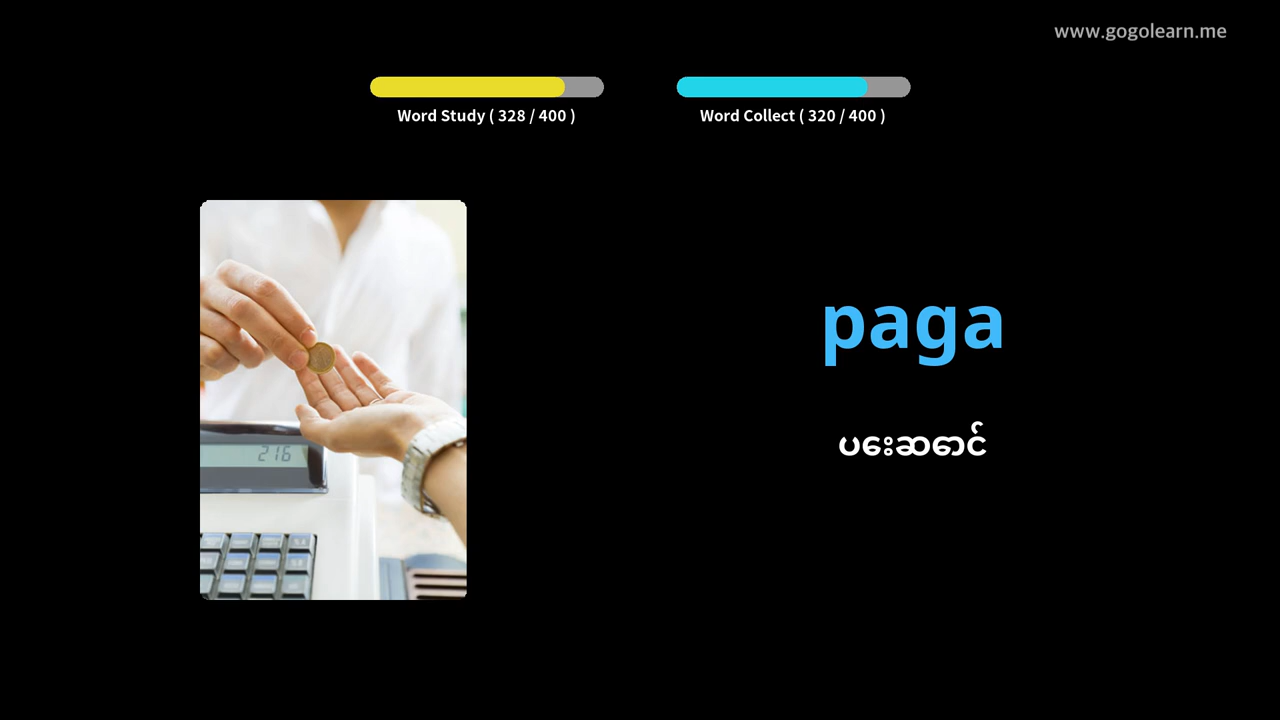 www.gogolearn.me
Word Study ( 328 / 400 )
Word Collect ( 320 / 400 )
paga
ပေးဆောင်
216